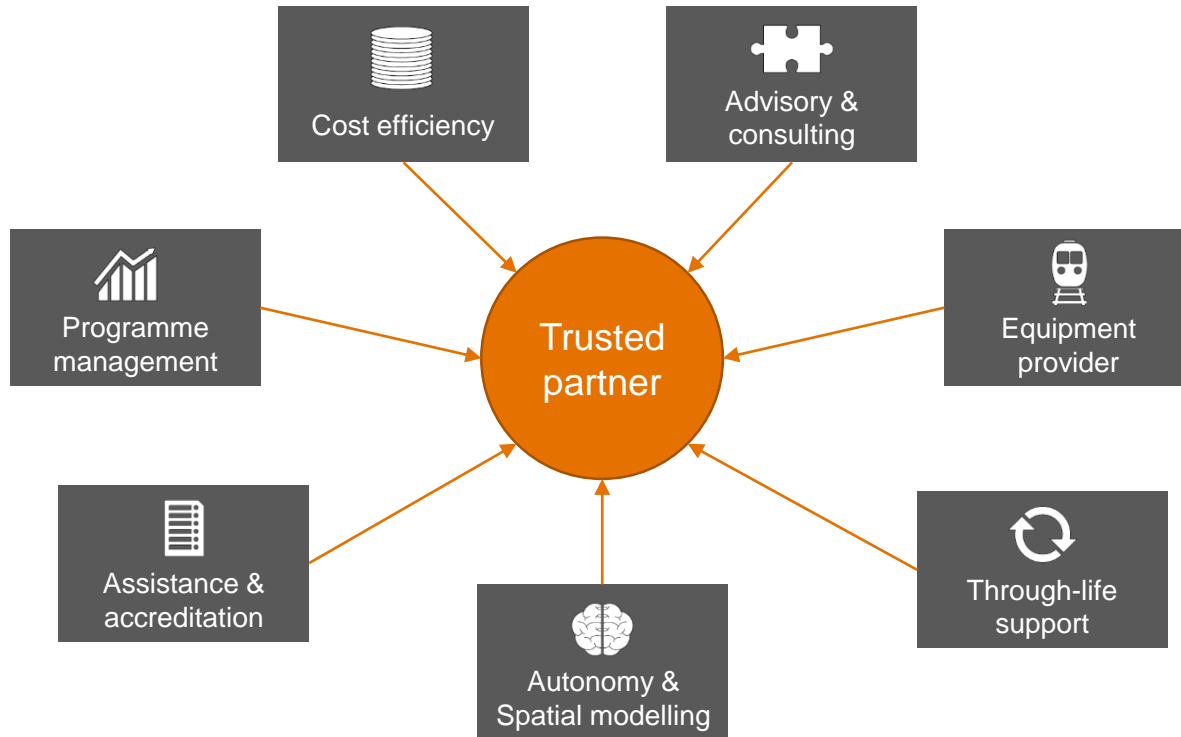 Cost efficiency
Advisory &
consulting
Programme
management
Trusted
partner
Equipment
provider
Assistance &
accreditation
Autonomy &
Spatial modelling
Through-life
support